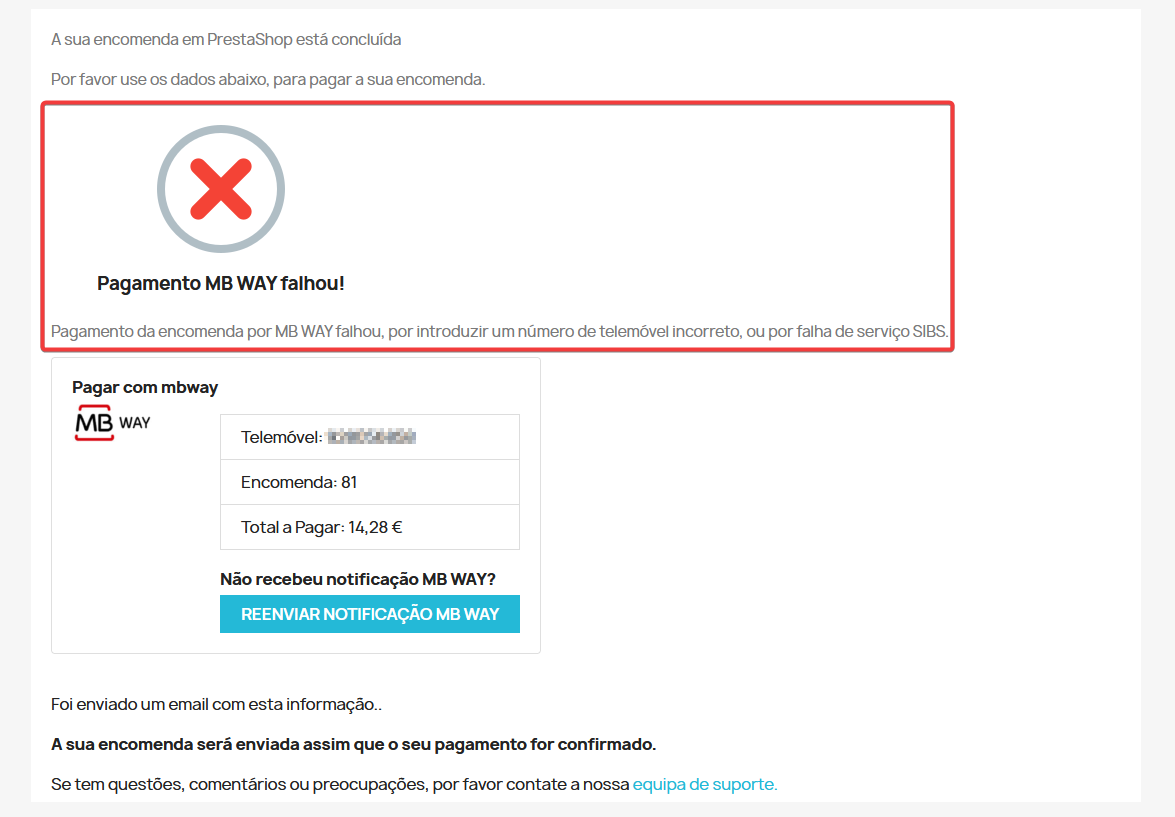 A sua encomenda em PrestaShop está concluída
Por favor use os dados abaixo, para pagar a sua encomenda.
Pagamento MB WAY falhou!
Pagamento da encomenda por MB WAY falhou, por introduzir um número de telemóvel incorreto, ou por falha de serviço SIBS.
Pagar com mbway
MB WAY
Telemóvel:
Encomenda: 81
Total a Pagar: 14,28 €
Não recebeu notificação MB WAY?
REENVIAR NOTIFICAÇÃO MB WAY
Foi enviado um email com esta informação..
A sua encomenda será enviada assim que o seu pagamento for confirmado.
Se tem questões, comentários ou preocupações, por favor contate a nossa equipa de suporte.